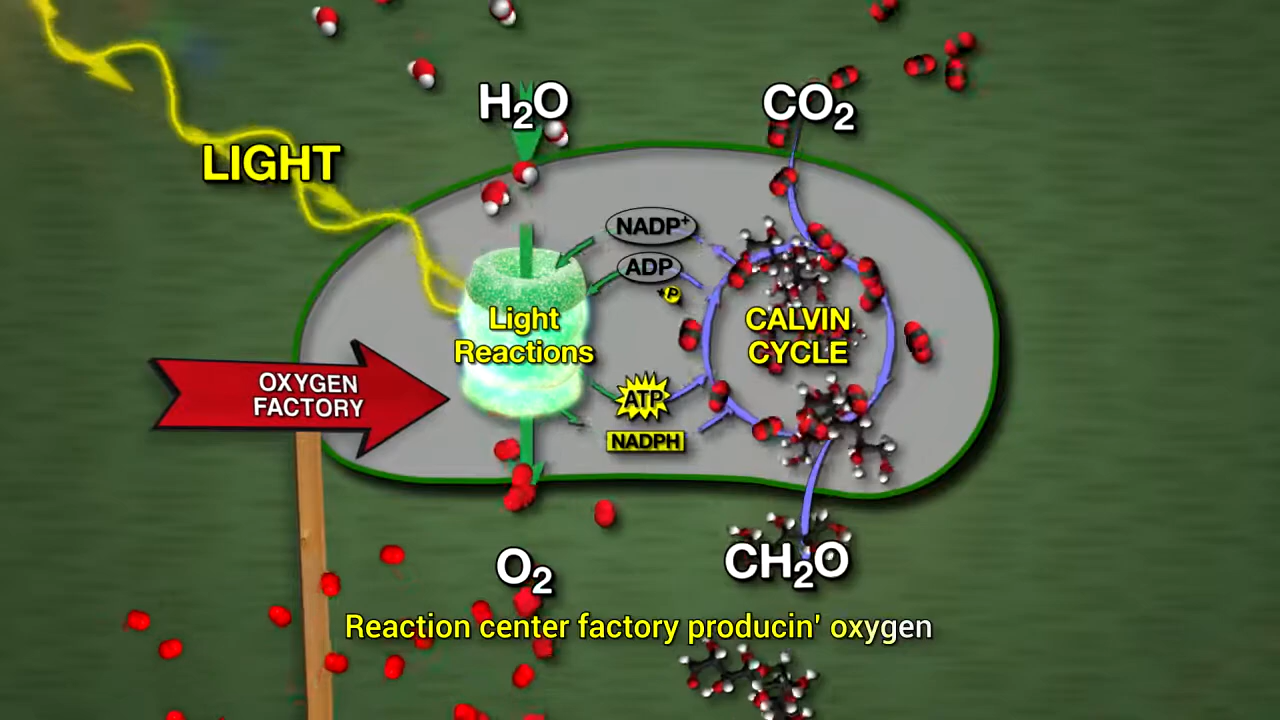 H₂O
CO₂
LIGHT
NADP⁺
ADP
+P
Light
Reactions
CALVIN
CYCLE
OXYGEN
FACTORY
ATP
NADPH
O₂
CH₂O
Reaction center factory producin' oxygen